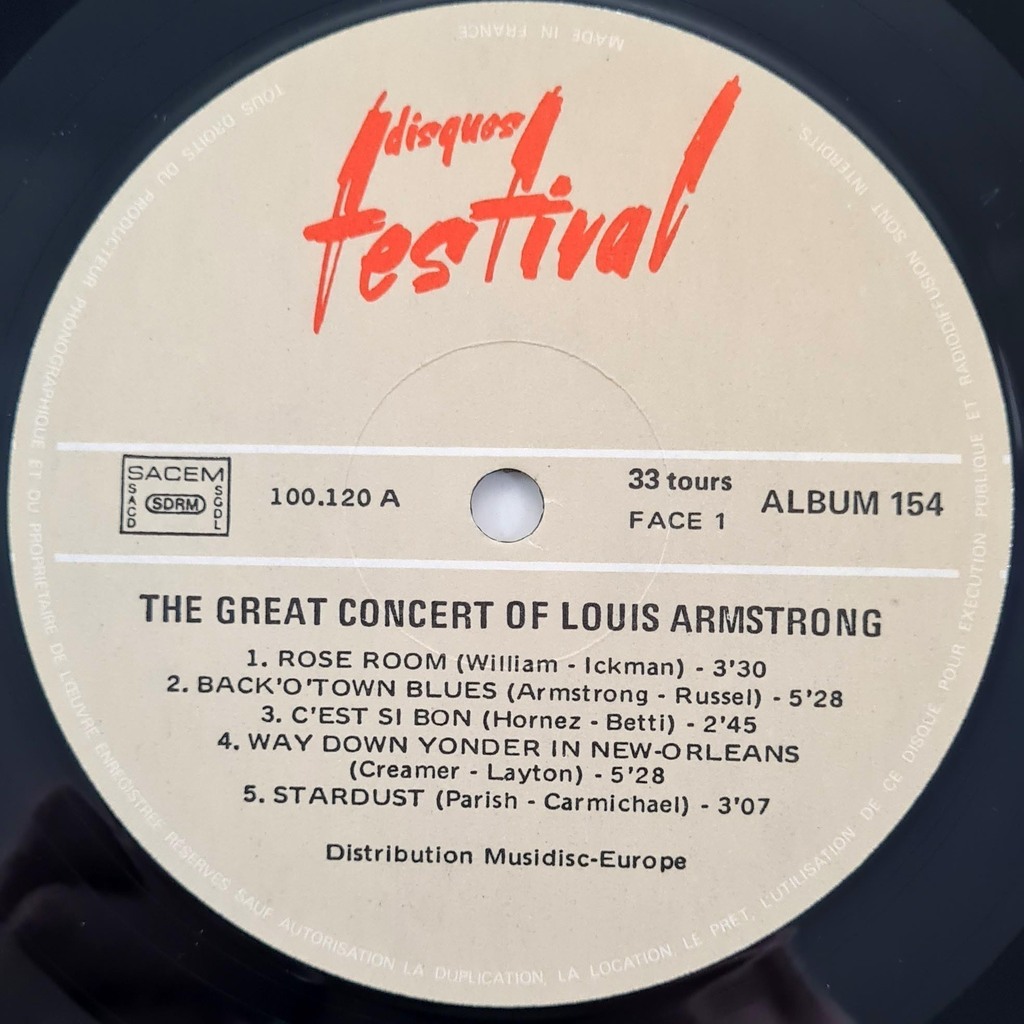 MADE IN FRANCE
disques
festival
SACEM
SACD
SDRM
SGDL
100.120 A
33 tours
FACE 1
ALBUM 154
THE GREAT CONCERT OF LOUIS ARMSTRONG
1. ROSE ROOM (William - Ickman) - 3'30
2. BACK'O'TOWN BLUES (Armstrong - Russel) - 5'28
3. C'EST SI BON (Hornez - Betti) - 2'45
4. WAY DOWN YONDER IN NEW-ORLEANS
(Creamer - Layton) - 5'28
5. STARDUST (Parish - Carmichael) - 3'07
Distribution Musidisc-Europe
TOUS DROITS DU PRODUCTEUR PHONOGRAPHIQUE ET DU PROPRIETAIRE DE L'ŒUVRE ENREGISTREE RESERVES SAUF AUTORISATION LA DUPLICATION, LA LOCATION, LE PRET, L'UTILISATION DE CE DISQUE POUR EXECUTION PUBLIQUE ET RADIODIFFUSION SONT INTERDITS.